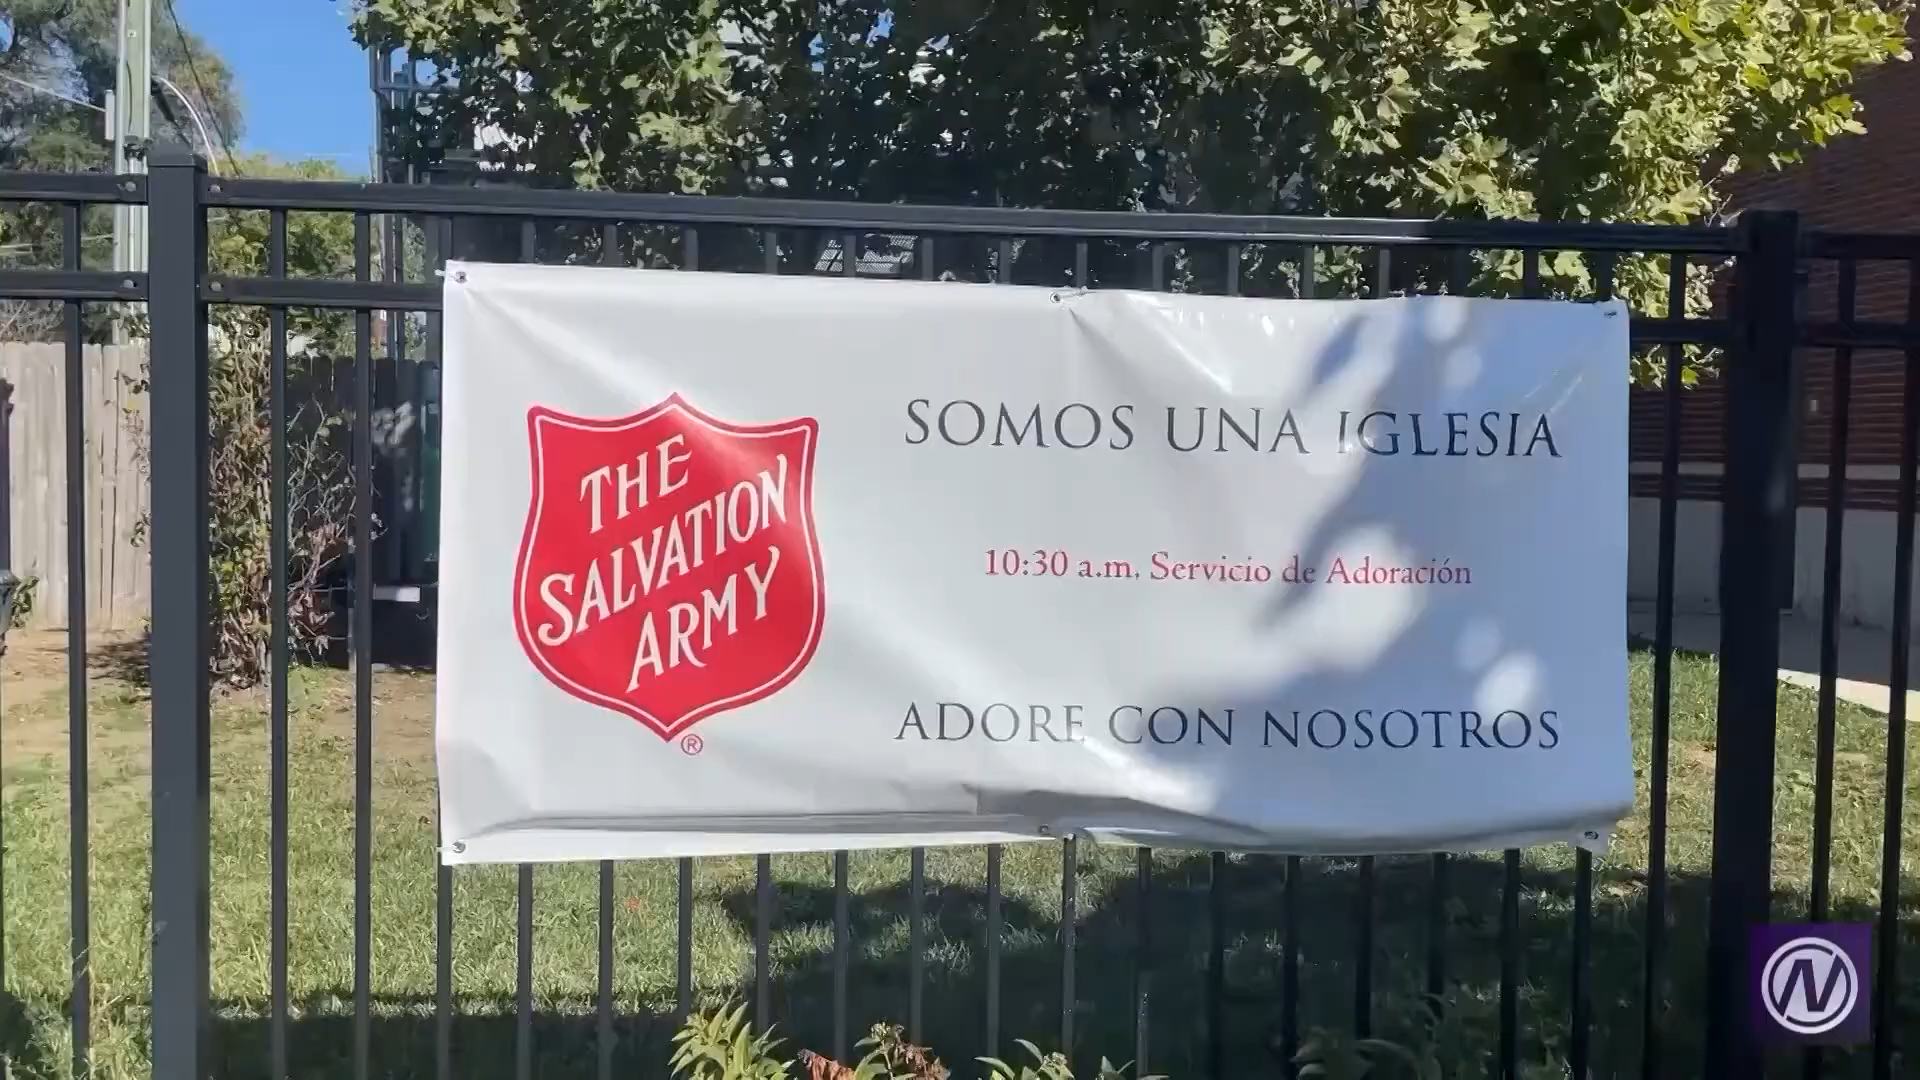 THE
SALVATION
ARMY
®
SOMOS UNA IGLESIA
10:30 a.m. Servicio de Adoración
ADORE CON NOSOTROS
N